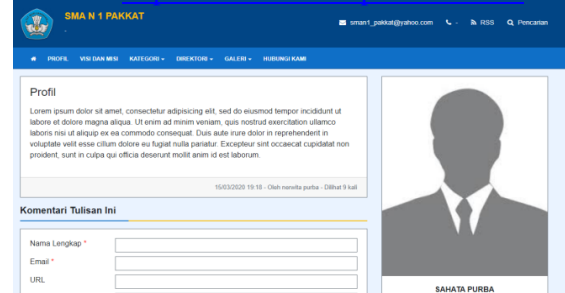 SMA N 1 PAKKAT
sman1_pakkat@yahoo.com - RSS Pencarian
-
PROFIL VISI DAN MISI KATEGORI DIREKTORI GALERI HUBUNGI KAMI
Profil
Lorem ipsum dolor sit amet, consectetur adipisicing elit, sed do eiusmod tempor incididunt ut
labore et dolore magna aliqua. Ut enim ad minim veniam, quis nostrud exercitation ullamco
laboris nisi ut aliquip ex ea commodo consequat. Duis aute irure dolor in reprehenderit in
voluptate velit esse cillum dolore eu fugiat nulla pariatur. Excepteur sint occaecat cupidatat non
proident, sunt in culpa qui officia deserunt mollit anim id est laborum.
15/03/2020 19:18 - Oleh nenvita purba - Dilihat 9 kali
Komentari Tulisan Ini
Nama Lengkap *
Email *
URL
SAHATA PURBA